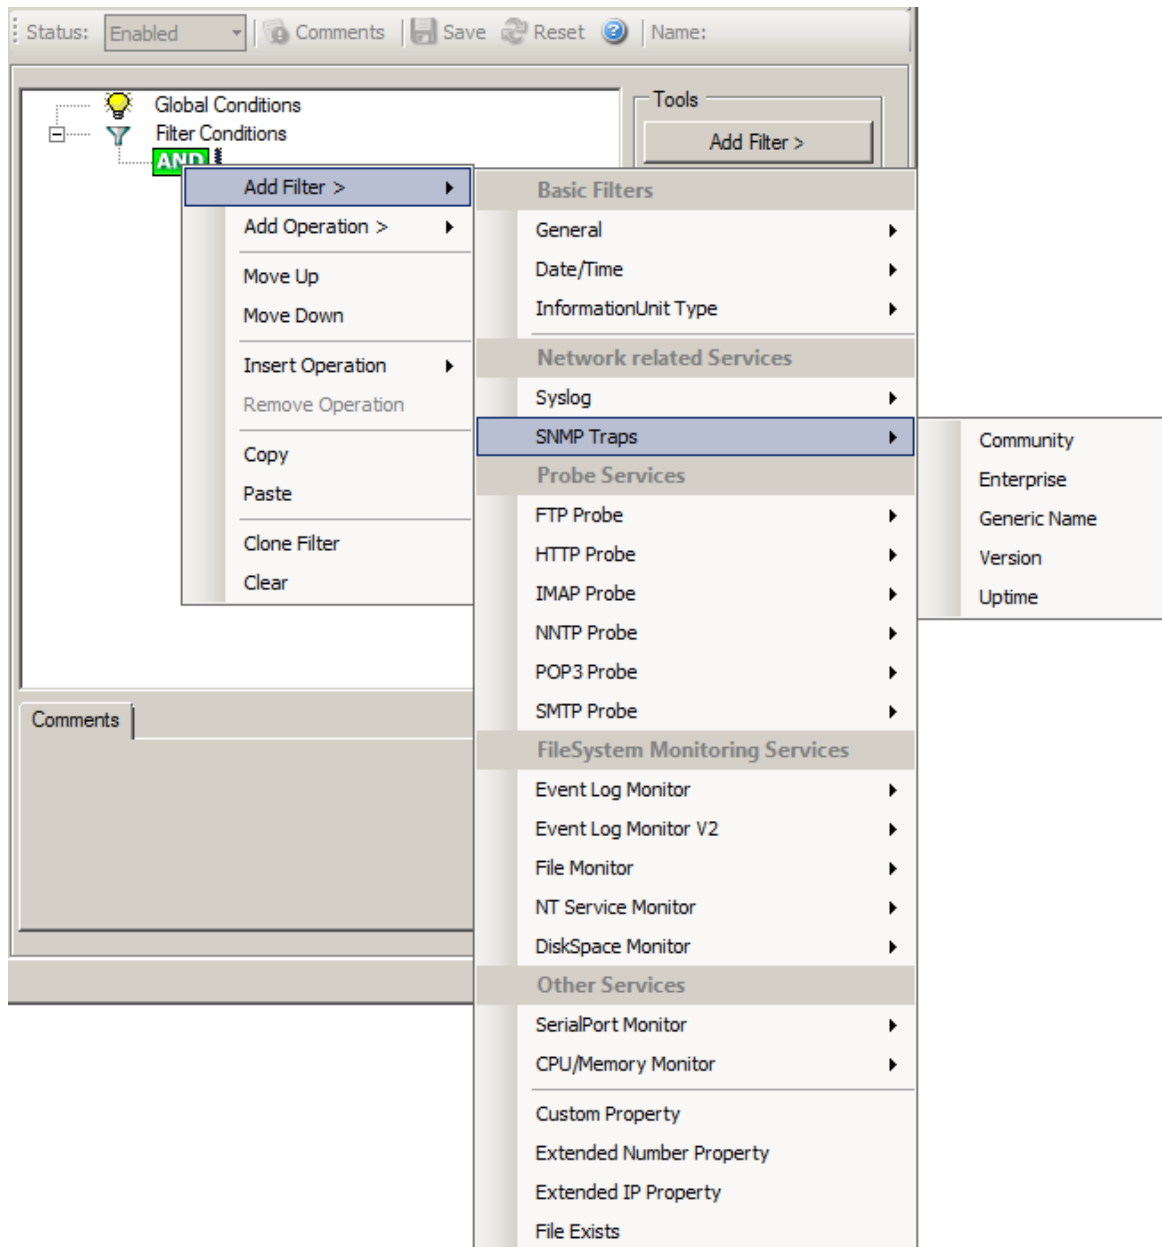 Status: Enabled Comments Save Reset Name:
Global Conditions
Filter Conditions
AND
Tools
Add Filter >
Add Filter >
Add Operation >
Move Up
Move Down
Insert Operation
Remove Operation
Copy
Paste
Clone Filter
Clear
Basic Filters
General
Date/Time
InformationUnit Type
Network related Services
Syslog
SNMP Traps
Probe Services
FTP Probe
HTTP Probe
IMAP Probe
NNTP Probe
POP3 Probe
SMTP Probe
FileSystem Monitoring Services
Event Log Monitor
Event Log Monitor V2
File Monitor
NT Service Monitor
DiskSpace Monitor
Other Services
SerialPort Monitor
CPU/Memory Monitor
Custom Property
Extended Number Property
Extended IP Property
File Exists
Community
Enterprise
Generic Name
Version
Uptime
Comments